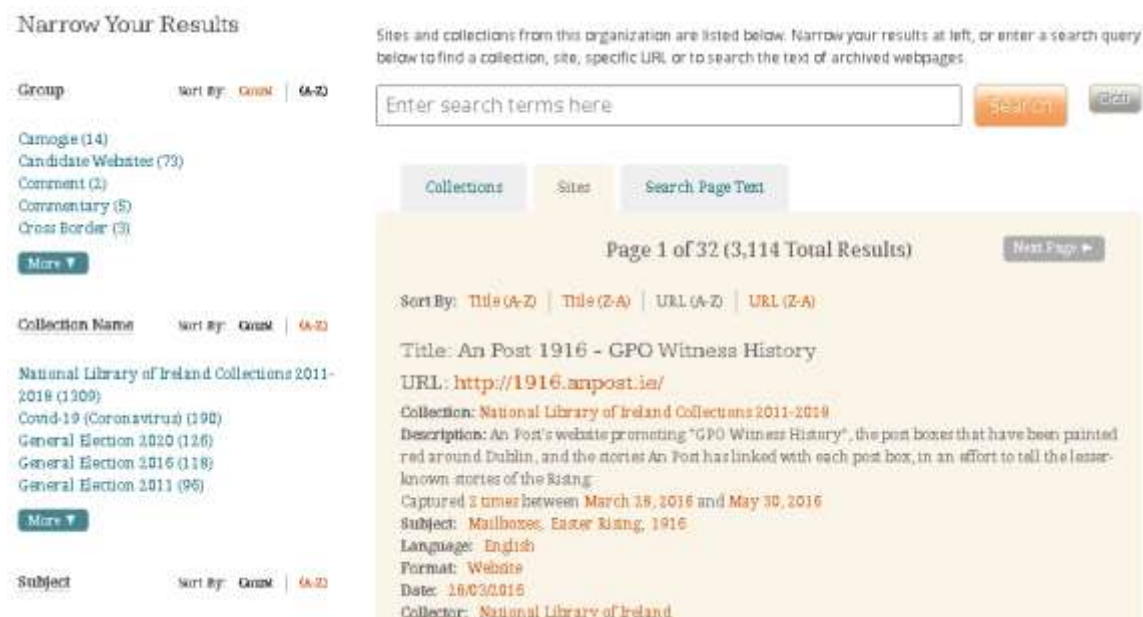 Narrow Your Results
Group Sort By: Count | (A-Z)
Camogie (14)
Candidate Websites (73)
Comment (2)
Commentary (5)
Cross Border (3)
More ▼
Collection Name Sort By: Count | (A-Z)
National Library of Ireland Collections 2011-
2018 (1309)
Covid-19 (Coronavirus) (190)
General Election 2020 (126)
General Election 2016 (118)
General Election 2011 (96)
More ▼
Subject Sort By: Count | (A-Z)
Sites and collections from this organization are listed below. Narrow your results at left, or enter a search query
below to find a collection, site, specific URL or to search the text of archived webpages.
Enter search terms here
Search
Collections Sites Search Page Text
Page 1 of 32 (3,114 Total Results)
Next Page ►
Sort By: Title (A-Z) | Title (Z-A) | URL (A-Z) | URL (Z-A)
Title: An Post 1916 - GPO Witness History
URL: http://1916.anpost.ie/
Collection: National Library of Ireland Collections 2011-2018
Description: An Post's website promoting "GPO Witness History", the post boxes that have been painted
red around Dublin, and the stories An Post has linked with each post box, in an effort to tell the lesser-
known stories of the Rising
Captured 2 times between March 28, 2016 and May 30, 2016
Subject: Mailboxes, Easter Rising, 1916
Language: English
Format: Website
Date: 28/03/2016
Collector: National Library of Ireland